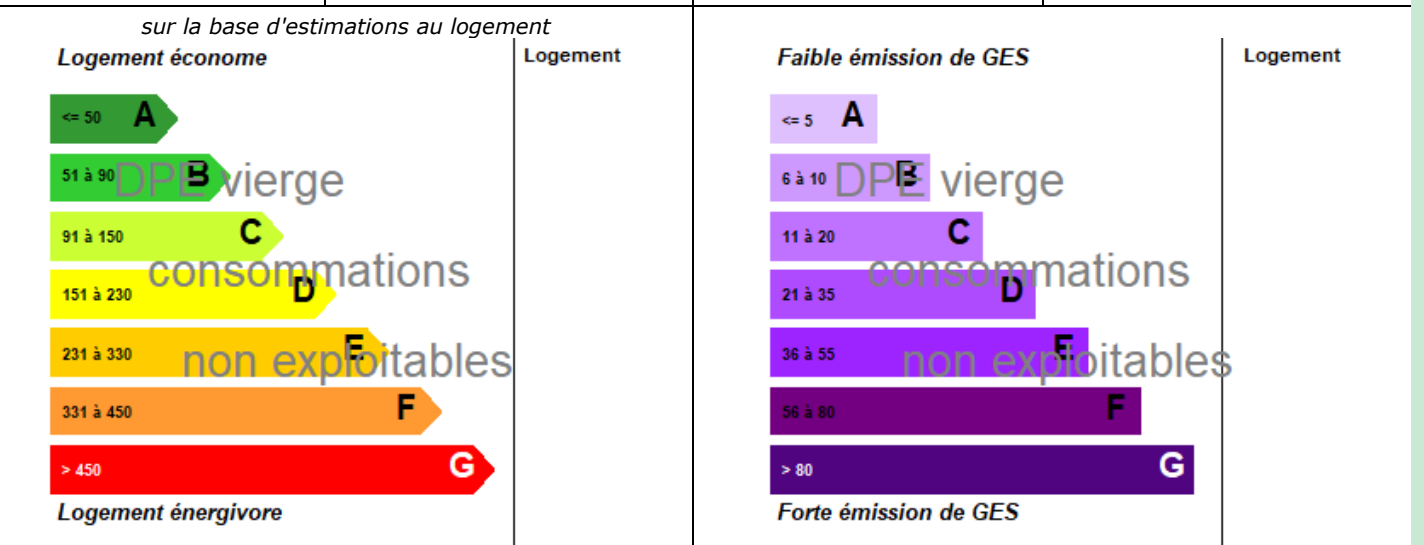 sur la base d'estimations au logement
Logement économe
Logement
<= 50 A
51 à 90 B
DPE vierge
91 à 150 C
consommations
151 à 230 D
231 à 330 E
non exploitables
331 à 450 F
> 450 G
Logement énergivore
Faible émission de GES
Logement
<= 5 A
6 à 10 B
DPE vierge
11 à 20 C
consommations
21 à 35 D
36 à 55 E
non exploitables
56 à 80 F
> 80 G
Forte émission de GES